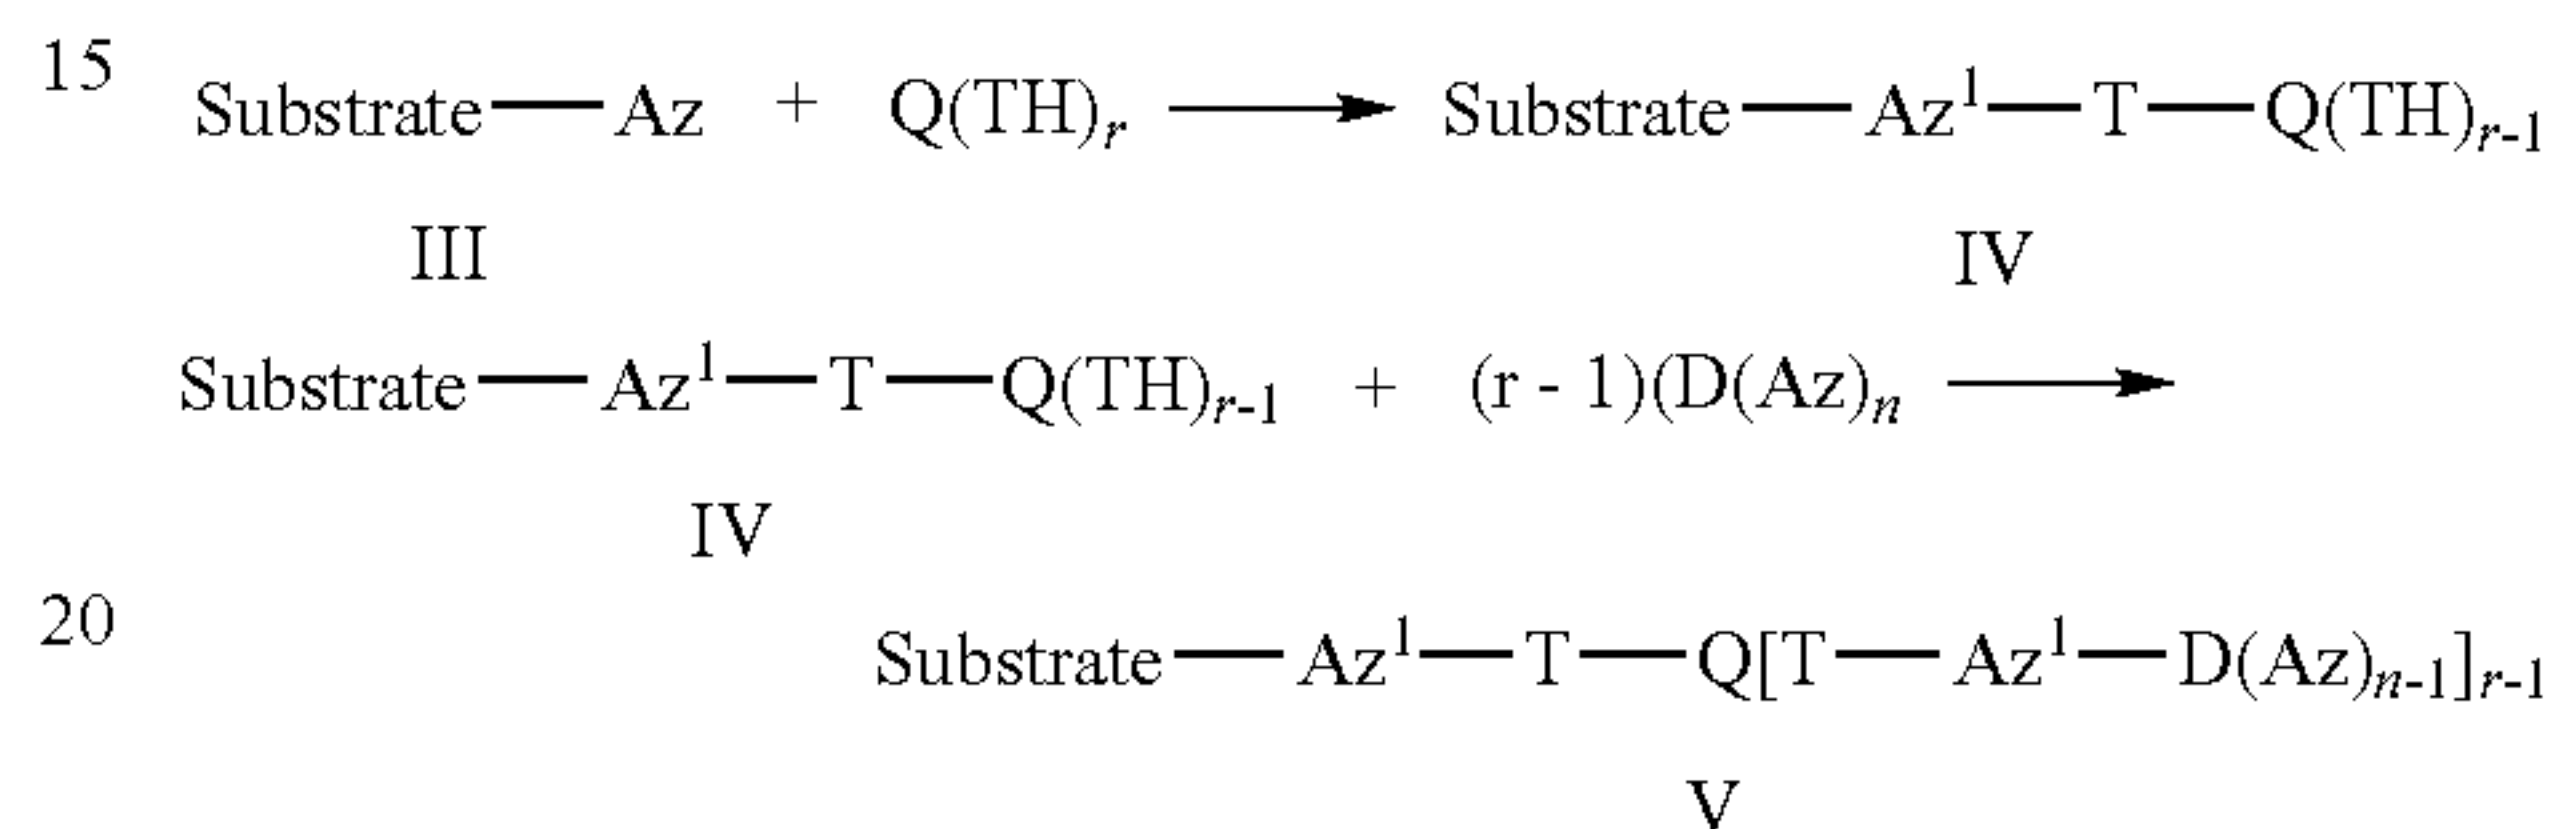 15 Substrate—Az + Q(TH)r ⟶ Substrate—Az¹—T—Q(TH)r-1
III IV
Substrate—Az¹—T—Q(TH)r-1 + (r - 1)(D(Az)n ⟶
IV
20
Substrate—Az¹—T—Q[T—Az¹—D(Az)n-1]r-1
V